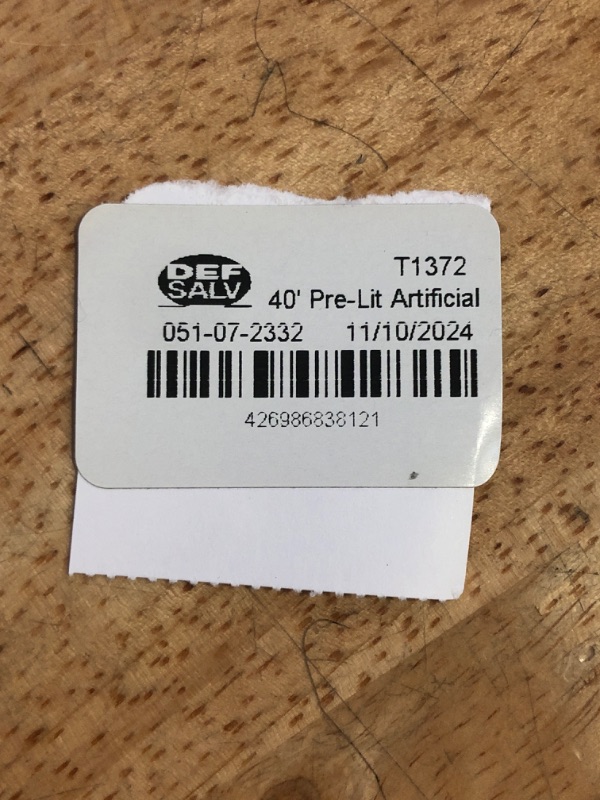 DEF
SALV
T1372
40' Pre-Lit Artificial
051-07-2332 11/10/2024
426986838121